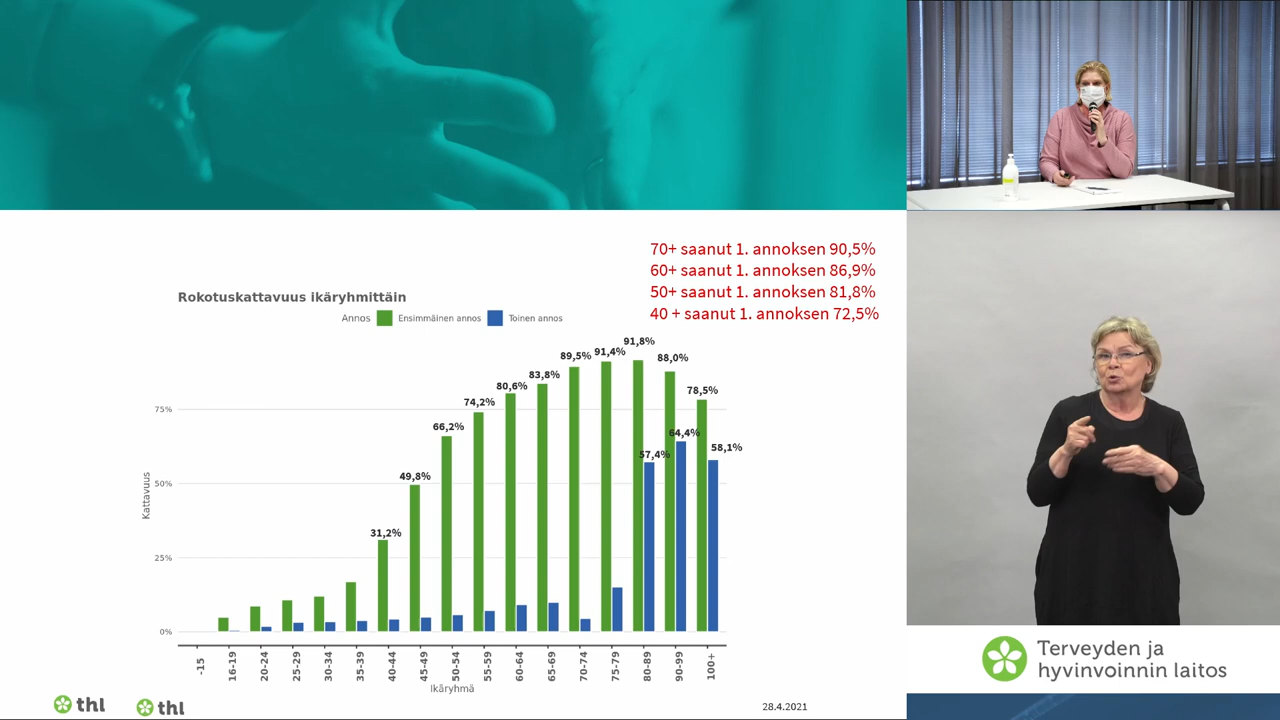 70+ saanut 1. annoksen 90,5%
60+ saanut 1. annoksen 86,9%
50+ saanut 1. annoksen 81,8%
40 + saanut 1. annoksen 72,5%
Rokotuskattavuus ikäryhmittäin
Annos Ensimmäinen annos Toinen annos
91,8%
89,5% 91,4% 88,0%
83,8%
80,6% 78,5%
74,2%
66,2% 64,4%
57,4% 58,1%
49,8%
31,2%
75%
50%
25%
0%
Kattavuus
-15 16-19 20-24 25-29 30-34 35-39 40-44 45-49 50-54 55-59 60-64 65-69 70-74 75-79 80-89 90-99 100+
Ikäryhmä
thl thl
28.4.2021
Terveyden ja
hyvinvoinnin laitos